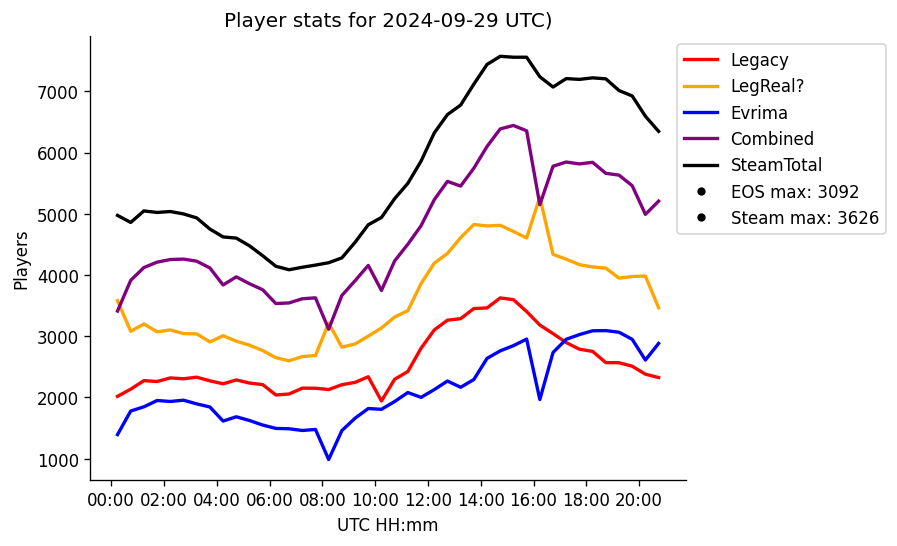 Player stats for 2024-09-29 UTC)
Legacy
LegReal?
Evrima
Combined
SteamTotal
EOS max: 3092
Steam max: 3626
Players
7000
6000
5000
4000
3000
2000
1000
00:00 02:00 04:00 06:00 08:00 10:00 12:00 14:00 16:00 18:00 20:00
UTC HH:mm